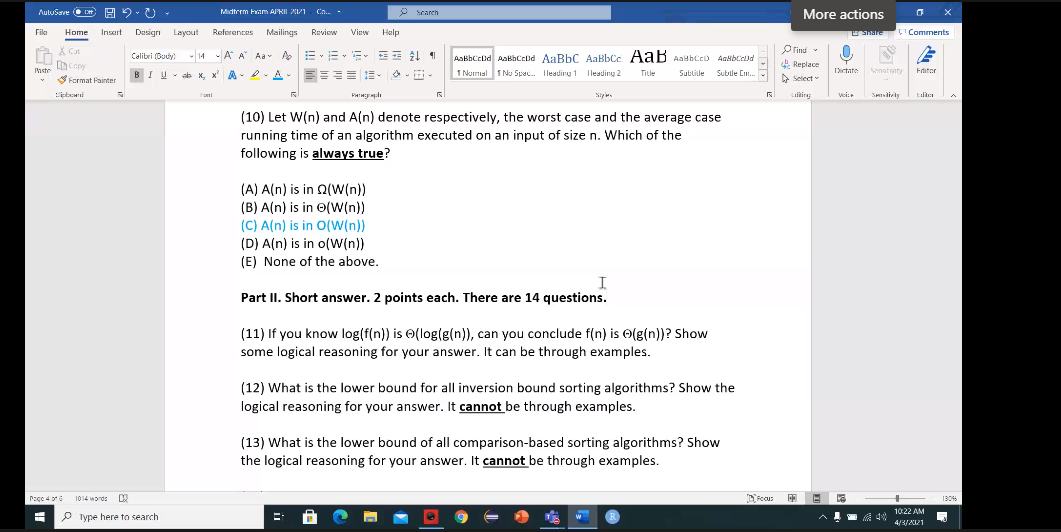 More actions
AutoSave Off
Midterm Exam APRIL 2021 - Co...
Search
File Home Insert Design Layout References Mailings Review View Help
Share Comments
Cut
Copy
Format Painter
Paste
Clipboard
Calibri (Body) 14
Font
Paragraph
AaBbCcDd AaBbCcDd AaBbC AaBbCc AaB AaBbCcD AaBbCcDd
¶ Normal ¶ No Spac... Heading 1 Heading 2 Title Subtitle Subtle Em...
Styles
Find
Replace
Select
Editing
Dictate
Voice
Sensitivity
Sensitivity
Editor
Editor
(10) Let W(n) and A(n) denote respectively, the worst case and the average case
running time of an algorithm executed on an input of size n. Which of the
following is always true?
(A) A(n) is in Ω(W(n))
(B) A(n) is in Θ(W(n))
(C) A(n) is in O(W(n))
(D) A(n) is in o(W(n))
(E) None of the above.
Part II. Short answer. 2 points each. There are 14 questions.
(11) If you know log(f(n)) is Θ(log(g(n)), can you conclude f(n) is Θ(g(n))? Show
some logical reasoning for your answer. It can be through examples.
(12) What is the lower bound for all inversion bound sorting algorithms? Show the
logical reasoning for your answer. It cannot be through examples.
(13) What is the lower bound of all comparison-based sorting algorithms? Show
the logical reasoning for your answer. It cannot be through examples.
Page 4 of 6 1014 words
Focus
130%
Type here to search
10:22 AM
4/3/2021